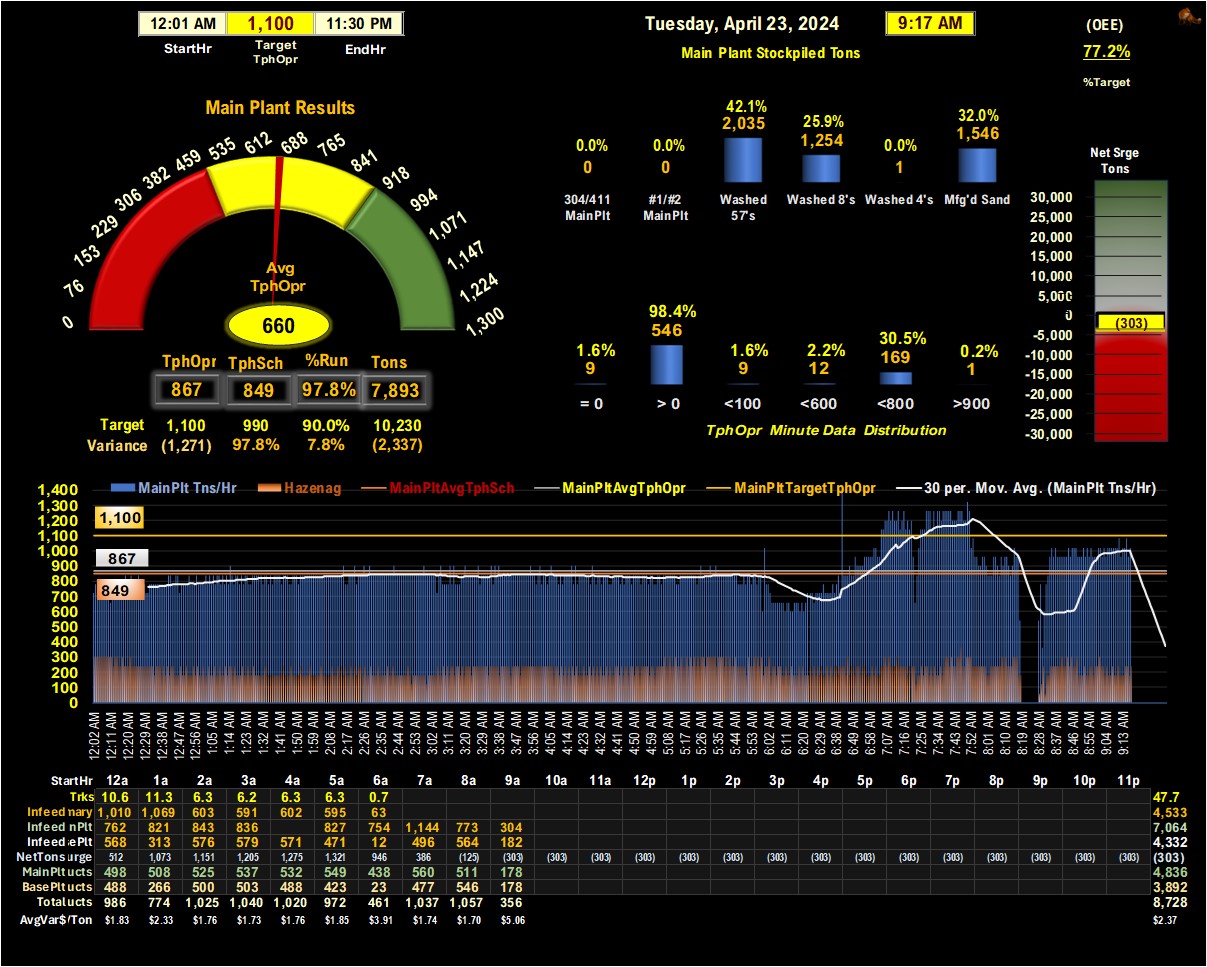 12:01 AM 1,100 11:30 PM
StartHr Target TphOpr EndHr
Tuesday, April 23, 2024 9:17 AM
Main Plant Stockpiled Tons
(OEE)
77.2%
%Target
Main Plant Results
0 76 153 229 306 382 459 535 612 688 765 841 918 994 1,071 1,147 1,224 1,300
Avg
TphOpr
660
TphOpr TphSch %Run Tons
867 849 97.8% 7,893
Target 1,100 990 90.0% 10,230
Variance (1,271) 97.8% 7.8% (2,337)
0.0% 0.0% 42.1% 25.9% 0.0% 32.0%
0 0 2,035 1,254 1 1,546
304/411 MainPlt #1/#2 MainPlt Washed 57's Washed 8's Washed 4's Mfg'd Sand
1.6% 98.4% 1.6% 2.2% 30.5% 0.2%
9 546 9 12 169 1
= 0 > 0 <100 <600 <800 >900
TphOpr Minute Data Distribution
Net Srge
Tons
30,000
25,000
20,000
15,000
10,000
5,000
0
(303)
-5,000
-10,000
-15,000
-20,000
-25,000
-30,000
MainPlt Tns/Hr Hazenag MainPltAvgTphSch MainPltAvgTphOpr MainPltTargetTphOpr 30 per. Mov. Avg. (MainPlt Tns/Hr)
1,400
1,300
1,200
1,100
1,000
900
800
700
600
500
400
300
200
100
0
1,100
867
849
12:02 AM 12:11 AM 12:20 AM 12:29 AM 12:38 AM 12:47 AM 12:56 AM 1:05 AM 1:14 AM 1:23 AM 1:32 AM 1:41 AM 1:50 AM 1:59 AM 2:08 AM 2:17 AM 2:26 AM 2:35 AM 2:44 AM 2:53 AM 3:02 AM 3:11 AM 3:20 AM 3:29 AM 3:38 AM 3:47 AM 3:56 AM 4:05 AM 4:14 AM 4:23 AM 4:32 AM 4:41 AM 4:50 AM 4:59 AM 5:08 AM 5:17 AM 5:26 AM 5:35 AM 5:44 AM 5:53 AM 6:02 AM 6:11 AM 6:20 AM 6:29 AM 6:38 AM 6:49 AM 6:58 AM 7:07 AM 7:16 AM 7:25 AM 7:34 AM 7:43 AM 7:52 AM 8:01 AM 8:10 AM 8:19 AM 8:28 AM 8:37 AM 8:46 AM 8:55 AM 9:04 AM 9:13 AM
StartHr 12a 1a 2a 3a 4a 5a 6a 7a 8a 9a 10a 11a 12p 1p 2p 3p 4p 5p 6p 7p 8p 9p 10p 11p
Trks 10.6 11.3 6.3 6.2 6.3 6.3 0.7 47.7
Infeed mary 1,010 1,069 603 591 602 595 63 4,533
Infeed nPlt 762 821 843 836 827 754 1,144 773 304 7,064
Infeed ePlt 568 313 576 579 571 471 12 496 564 182 4,332
NetTons urge 512 1,073 1,151 1,205 1,275 1,321 946 386 (125) (303) (303) (303) (303) (303) (303) (303) (303) (303) (303) (303) (303) (303) (303) (303) (303)
MainPlt ucts 498 508 525 537 532 549 438 560 511 178 4,836
BasePlt ucts 488 266 500 503 488 423 23 477 546 178 3,892
Total ucts 986 774 1,025 1,040 1,020 972 461 1,037 1,057 356 8,728
AvgVar$/Ton $1.83 $2.33 $1.76 $1.73 $1.76 $1.85 $3.91 $1.74 $1.70 $5.06 $2.37